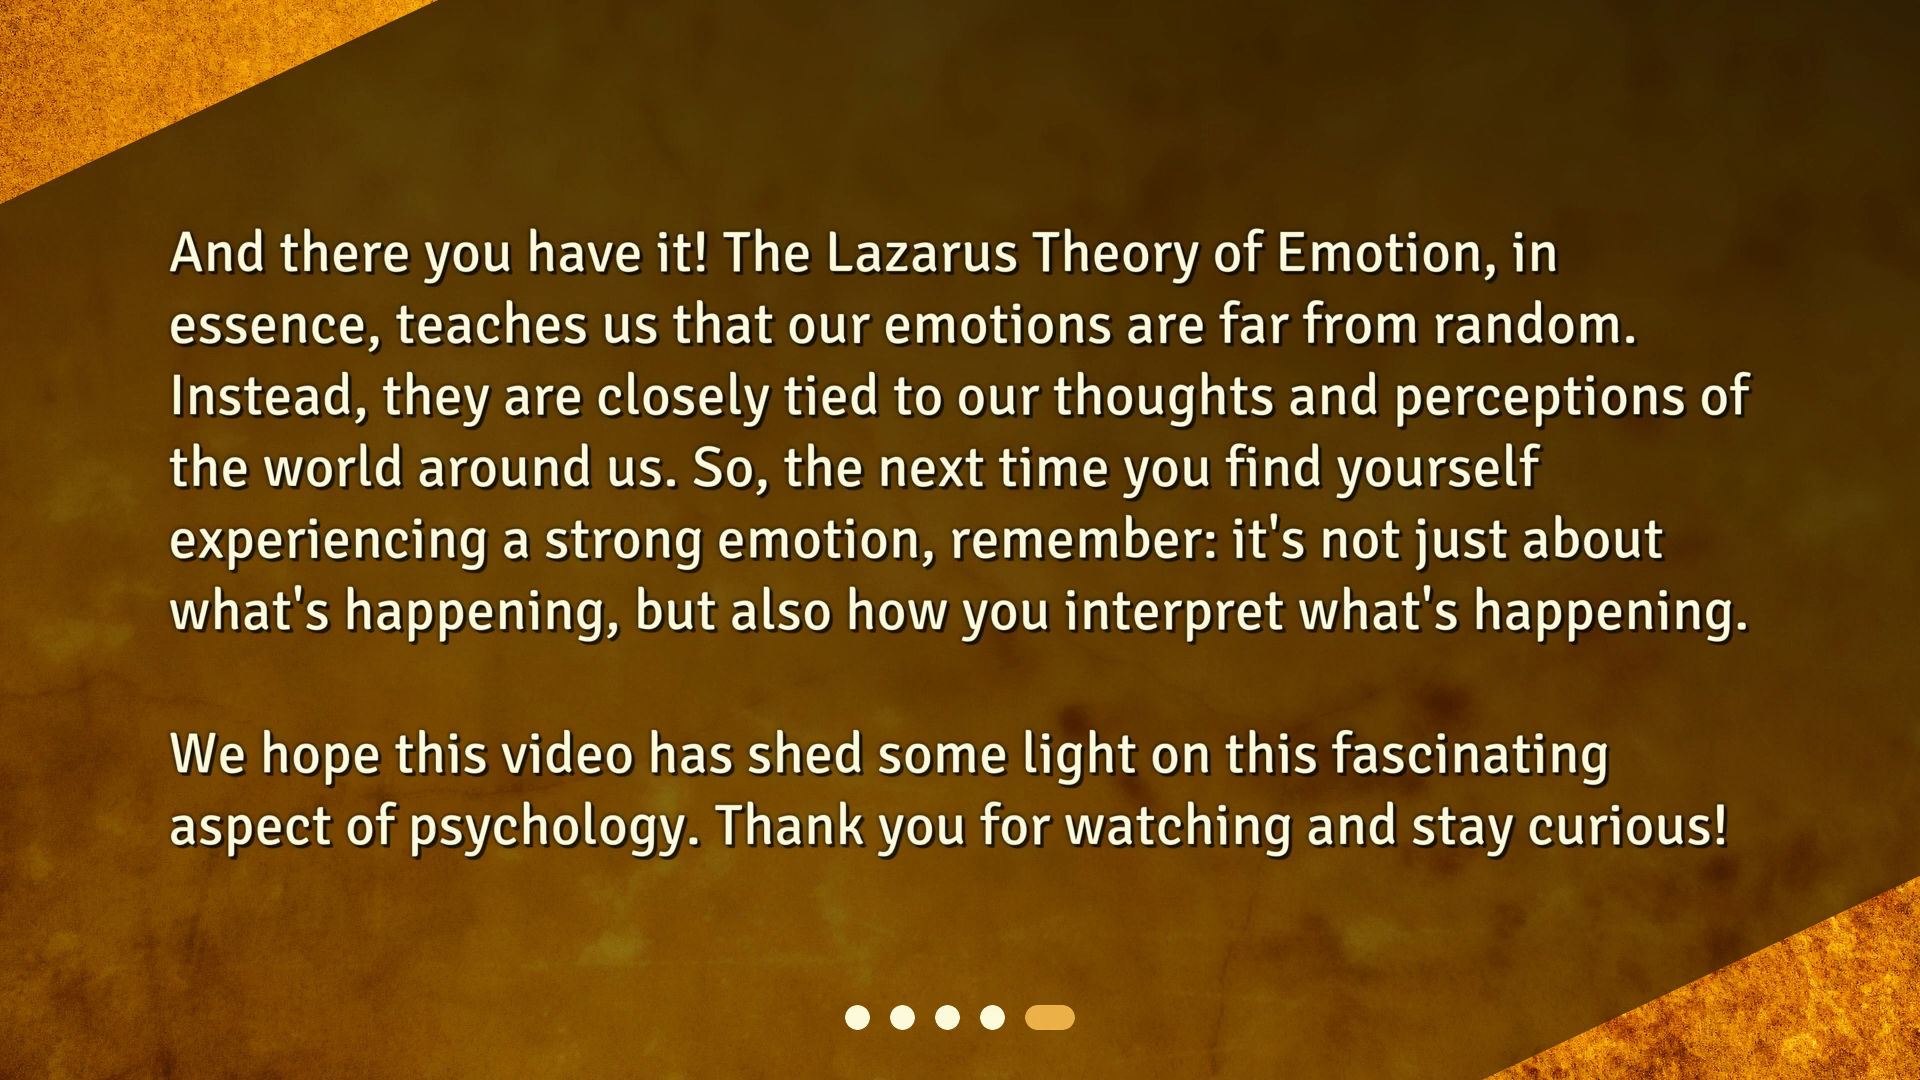 And there you have it! The Lazarus Theory of Emotion, in
essence, teaches us that our emotions are far from random.
Instead, they are closely tied to our thoughts and perceptions of
the world around us. So, the next time you find yourself
experiencing a strong emotion, remember: it's not just about
what's happening, but also how you interpret what's happening.
We hope this video has shed some light on this fascinating
aspect of psychology. Thank you for watching and stay curious!